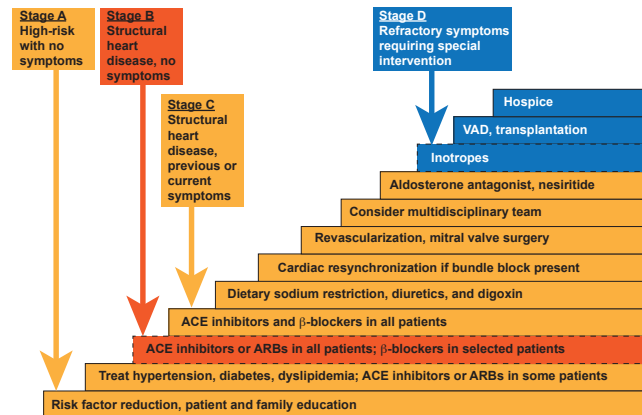 Stage A
High-risk
with no
symptoms
Stage B
Structural
heart
disease, no
symptoms
Stage C
Structural
heart
disease,
previous or
current
symptoms
Stage D
Refractory symptoms
requiring special
intervention
Hospice
VAD, transplantation
Inotropes
Aldosterone antagonist, nesiritide
Consider multidisciplinary team
Revascularization, mitral valve surgery
Cardiac resynchronization if bundle block present
Dietary sodium restriction, diuretics, and digoxin
ACE inhibitors and β-blockers in all patients
ACE inhibitors or ARBs in all patients; β-blockers in selected patients
Treat hypertension, diabetes, dyslipidemia; ACE inhibitors or ARBs in some patients
Risk factor reduction, patient and family education